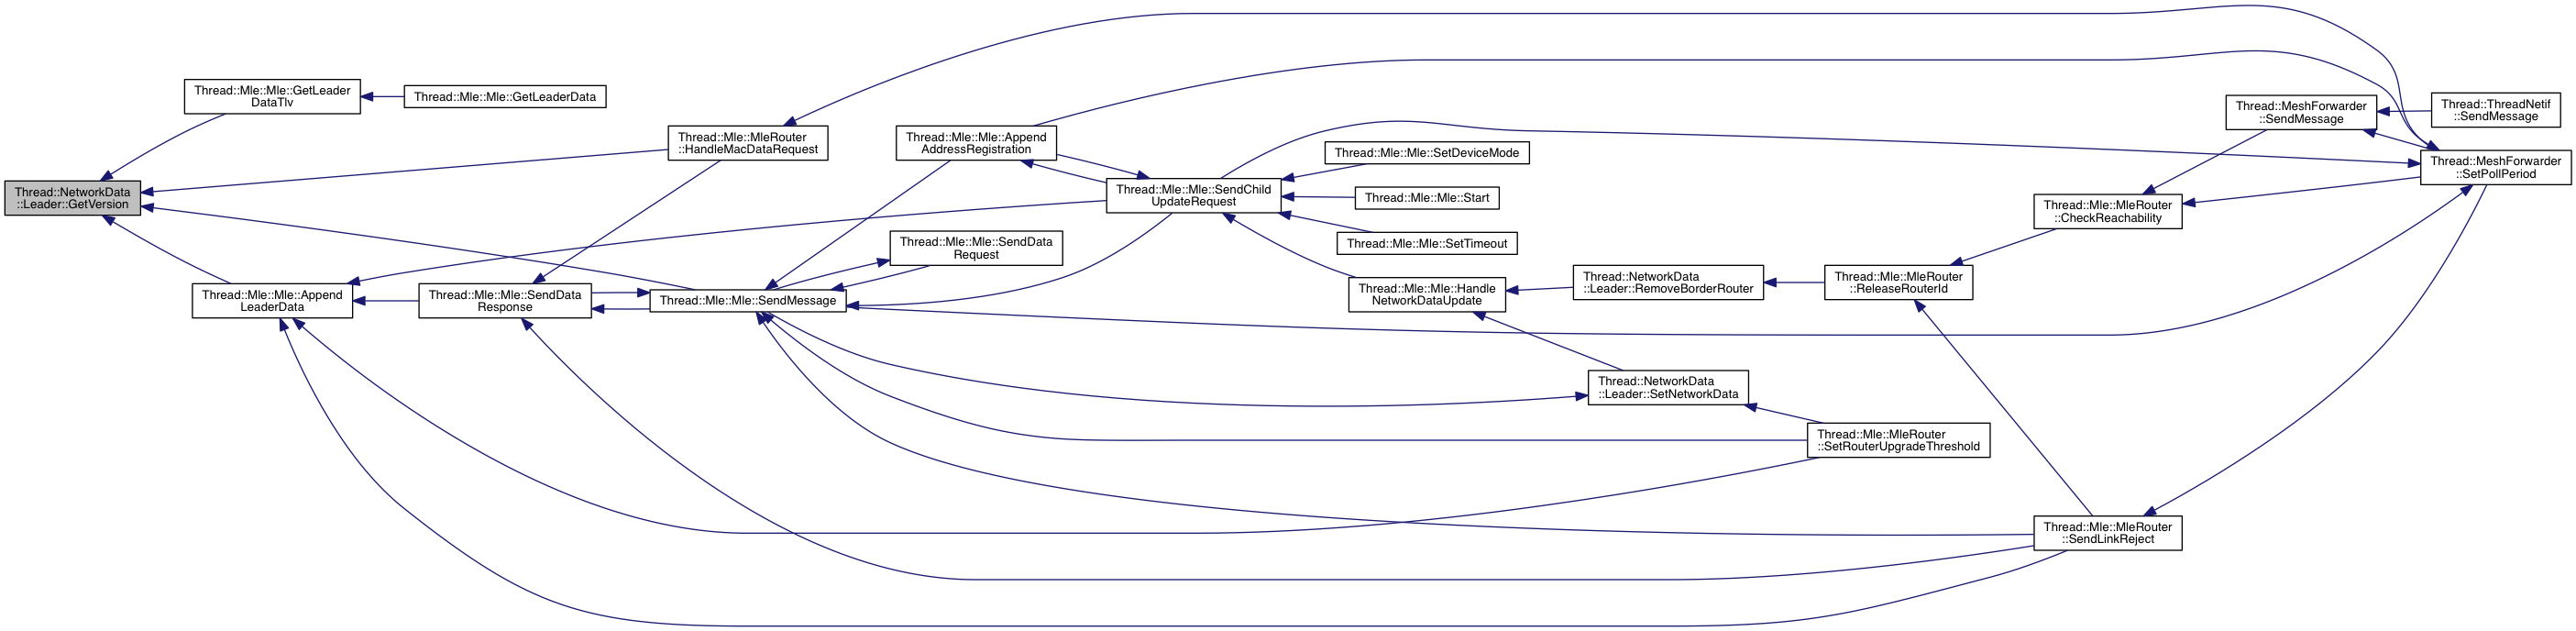 Thread::NetworkData
::Leader::GetVersion
Thread::Mle::Mle::GetLeader
DataTlv
Thread::Mle::Mle::GetLeaderData
Thread::Mle::Mle::Append
LeaderData
Thread::Mle::Mle::SendData
Response
Thread::Mle::MleRouter
::HandleMacDataRequest
Thread::Mle::Mle::SendMessage
Thread::Mle::Mle::Append
AddressRegistration
Thread::Mle::Mle::SendData
Request
Thread::Mle::Mle::SendChild
UpdateRequest
Thread::Mle::Mle::SetDeviceMode
Thread::Mle::Mle::Start
Thread::Mle::Mle::SetTimeout
Thread::Mle::Mle::Handle
NetworkDataUpdate
Thread::NetworkData
::Leader::RemoveBorderRouter
Thread::NetworkData
::Leader::SetNetworkData
Thread::Mle::MleRouter
::ReleaseRouterId
Thread::Mle::MleRouter
::SetRouterUpgradeThreshold
Thread::Mle::MleRouter
::CheckReachability
Thread::Mle::MleRouter
::SendLinkReject
Thread::MeshForwarder
::SendMessage
Thread::ThreadNetif
::SendMessage
Thread::MeshForwarder
::SetPollPeriod